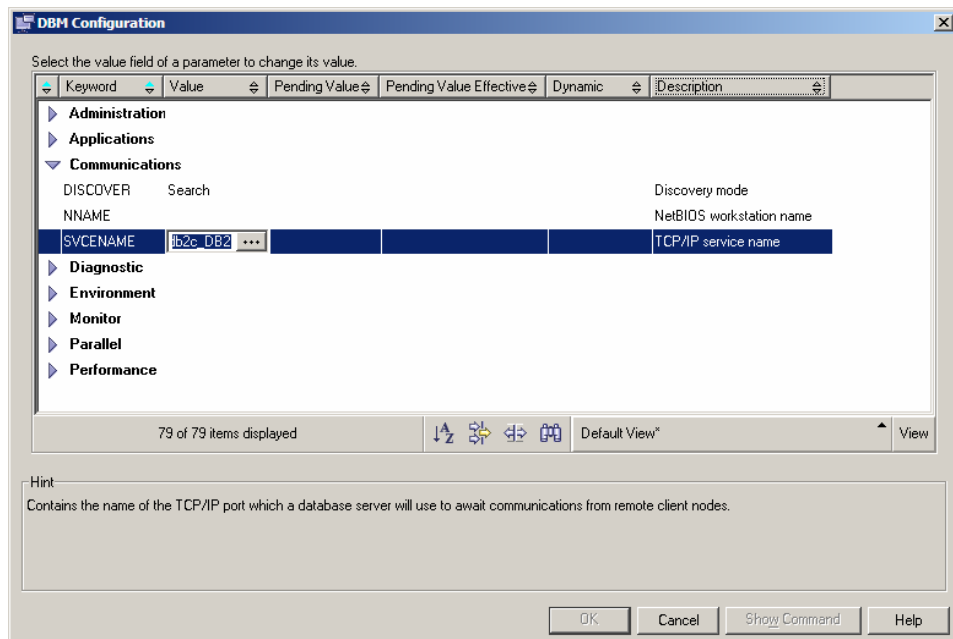 DBM Configuration
Select the value field of a parameter to change its value.
Keyword Value Pending Value Pending Value Effective Dynamic Description
Administration
Applications
Communications
DISCOVER Search Discovery mode
NNAME NetBIOS workstation name
SVCENAME db2c_DB2 ... TCP/IP service name
Diagnostic
Environment
Monitor
Parallel
Performance
79 of 79 items displayed Default View* View
Hint
Contains the name of the TCP/IP port which a database server will use to await communications from remote client nodes.
OK Cancel Show Command Help